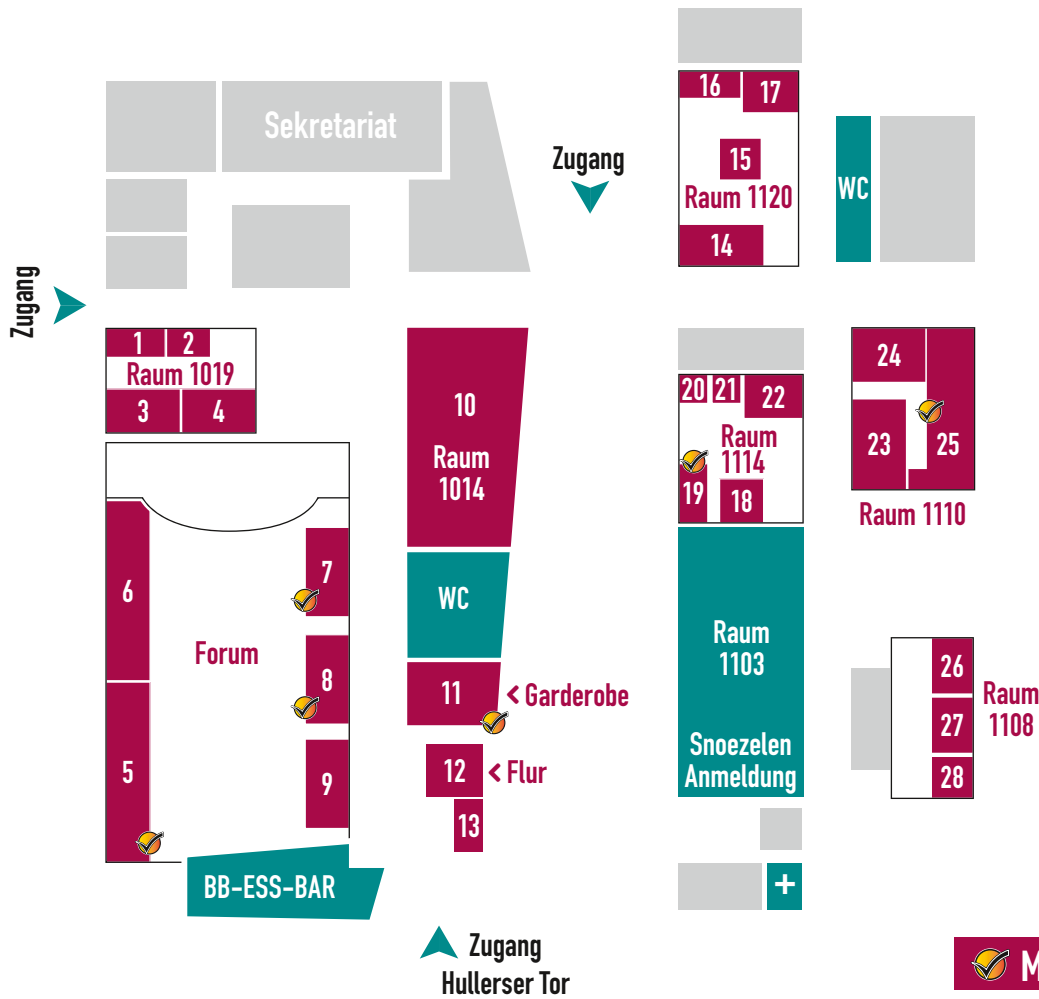 Sekretariat
Zugang
16
17
15
Raum 1120
14
WC
Zugang
1
2
Raum 1019
3
4
10
Raum
1014
20
21
22
Raum
1114
19
18
24
23
25
Raum 1110
6
7
Forum
8
5
9
WC
11
< Garderobe
12
< Flur
13
Raum
1103
Snoezelen
Anmeldung
26
Raum
1108
27
28
BB-ESS-BAR
+
Zugang
Hullerser Tor
M